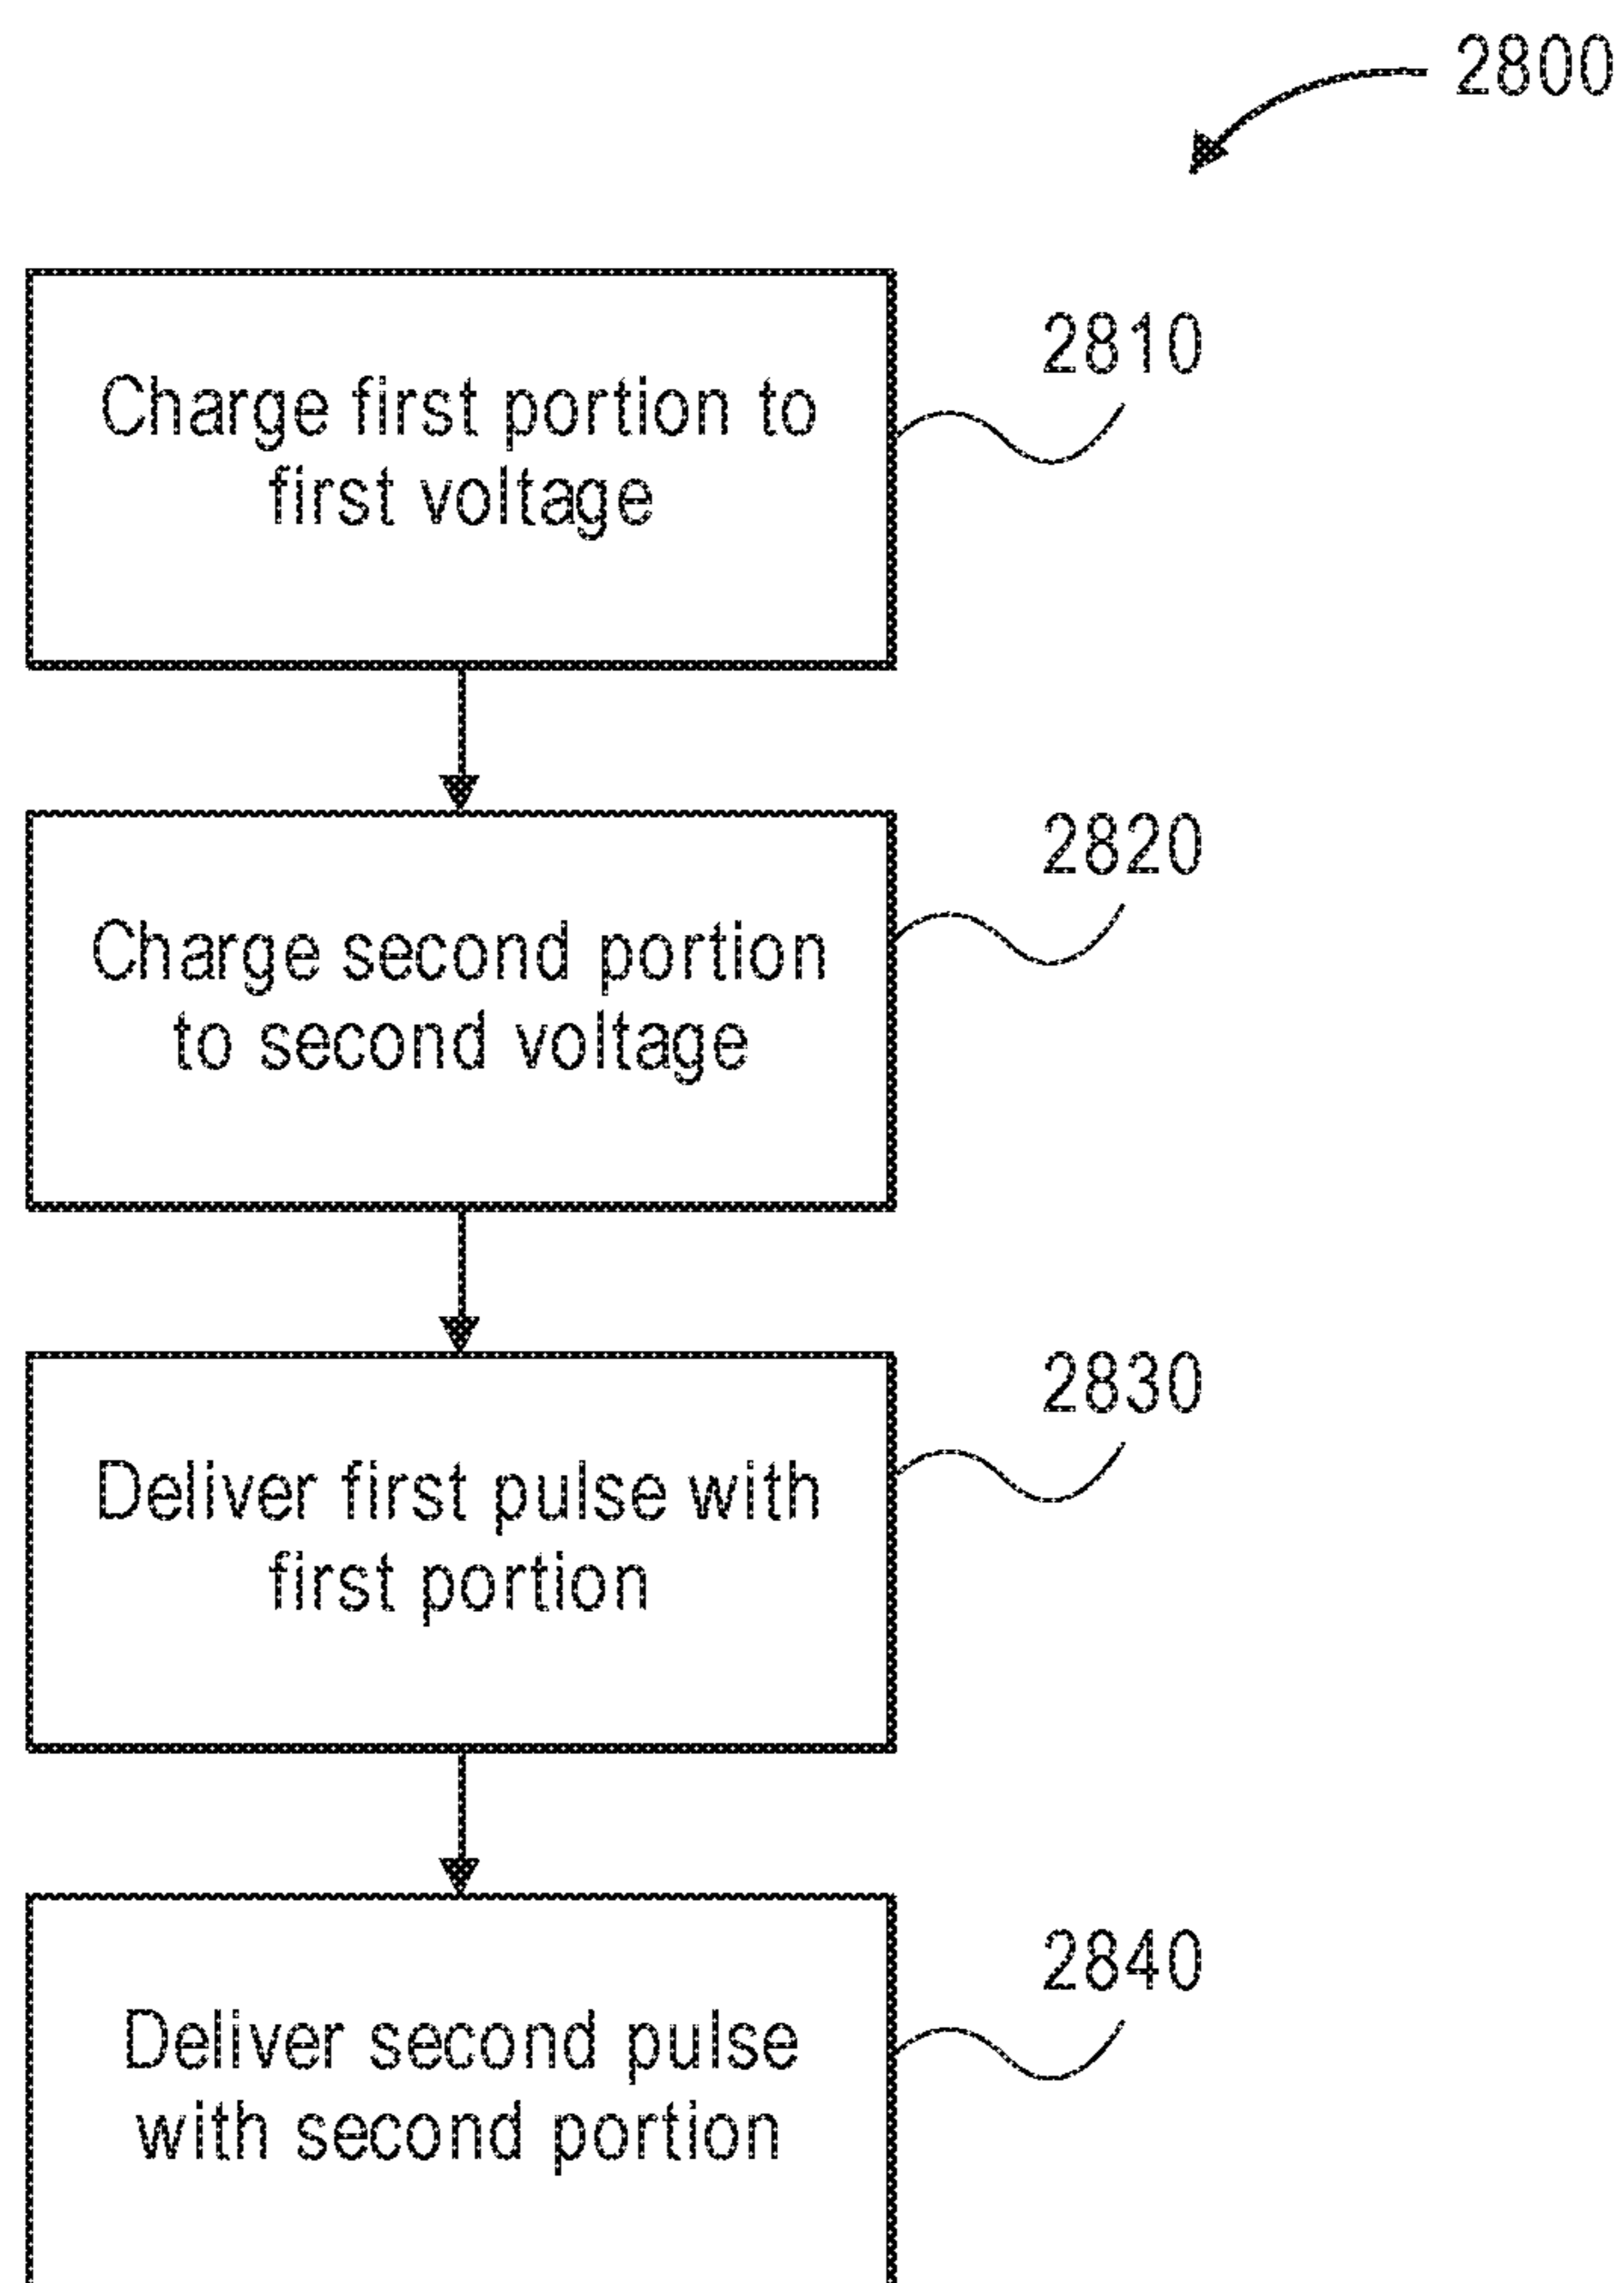 2800
Charge first portion to
first voltage
2810
Charge second portion
to second voltage
2820
Deliver first pulse with
first portion
2830
Deliver second pulse
with second portion
2840